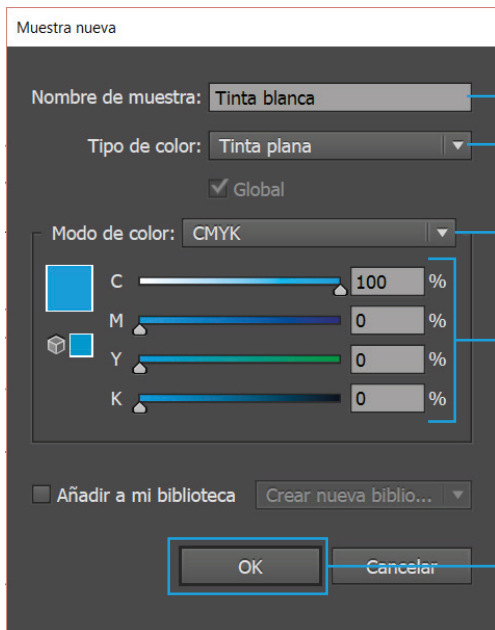 Muestra nueva
Nombre de muestra: Tinta blanca
Tipo de color: Tinta plana
Global
Modo de color: CMYK
C 100 %
M 0 %
Y 0 %
K 0 %
Añadir a mi biblioteca Crear nueva biblio...
OK Cancelar